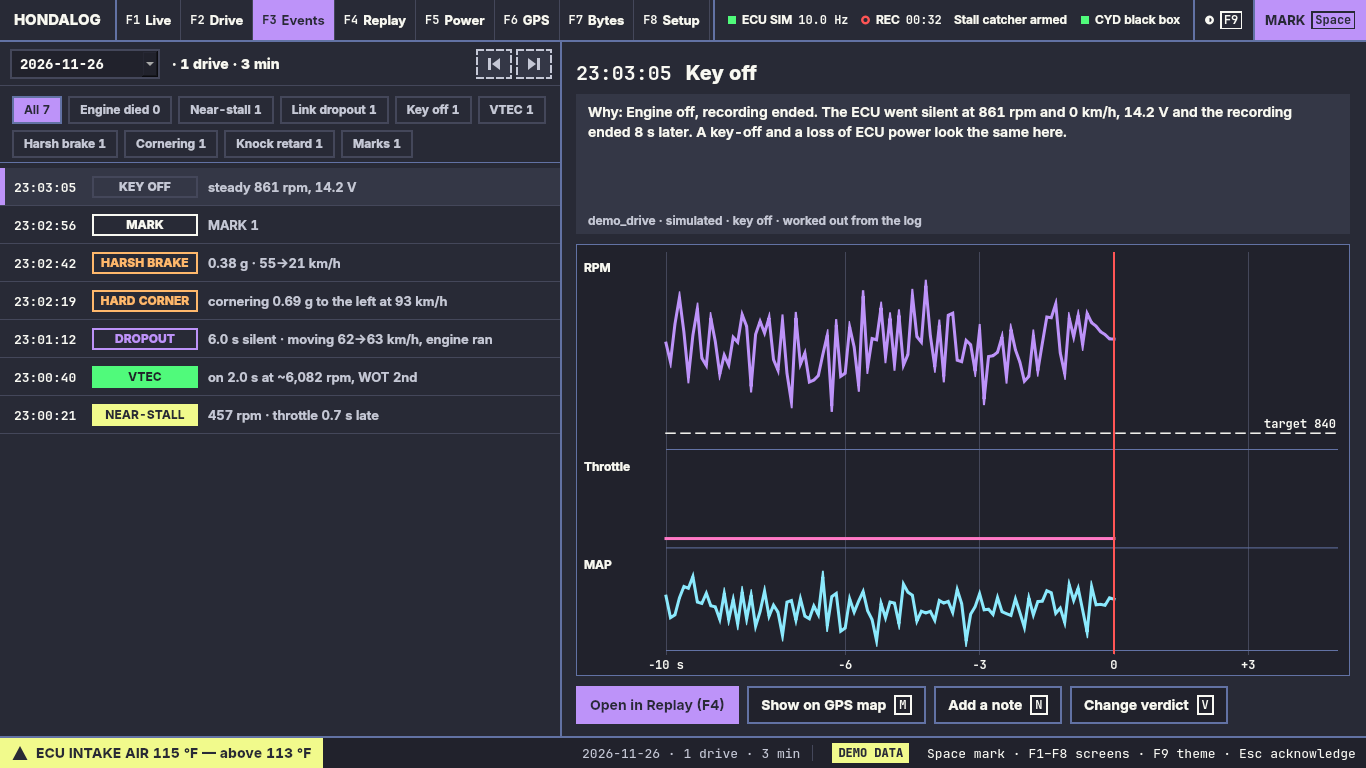 HONDALOG F1 Live F2 Drive F3 Events F4 Replay F5 Power F6 GPS F7 Bytes F8 Setup ECU SIM 10.0 Hz REC 00:32 Stall catcher armed CYD black box F9 MARK Space
2026-11-26 · 1 drive · 3 min
All 7 Engine died 0 Near-stall 1 Link dropout 1 Key off 1 VTEC 1
Harsh brake 1 Cornering 1 Knock retard 1 Marks 1
23:03:05 KEY OFF steady 861 rpm, 14.2 V
23:02:56 MARK MARK 1
23:02:42 HARSH BRAKE 0.38 g · 55→21 km/h
23:02:19 HARD CORNER cornering 0.69 g to the left at 93 km/h
23:01:12 DROPOUT 6.0 s silent · moving 62→63 km/h, engine ran
23:00:40 VTEC on 2.0 s at ~6,082 rpm, WOT 2nd
23:00:21 NEAR-STALL 457 rpm · throttle 0.7 s late
23:03:05 Key off
Why: Engine off, recording ended. The ECU went silent at 861 rpm and 0 km/h, 14.2 V and the recording
ended 8 s later. A key-off and a loss of ECU power look the same here.
demo_drive · simulated · key off · worked out from the log
RPM
target 840
Throttle
MAP
-10 s -6 -3 0 +3
Open in Replay (F4) Show on GPS map M Add a note N Change verdict V
ECU INTAKE AIR 115 °F — above 113 °F 2026-11-26 · 1 drive · 3 min DEMO DATA Space mark · F1–F8 screens · F9 theme · Esc acknowledge